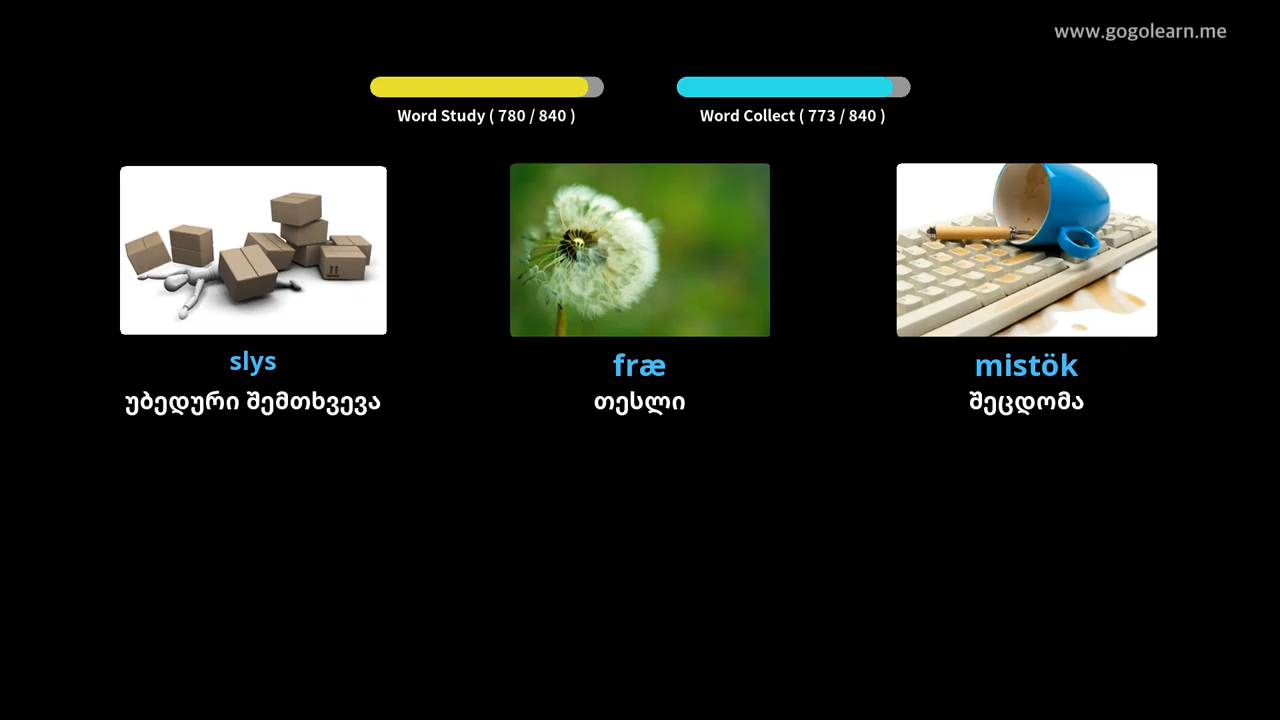 www.gogolearn.me
Word Study ( 780 / 840 )
Word Collect ( 773 / 840 )
slys
fræ
mistök
უბედური შემთხვევა
თესლი
შეცდომა